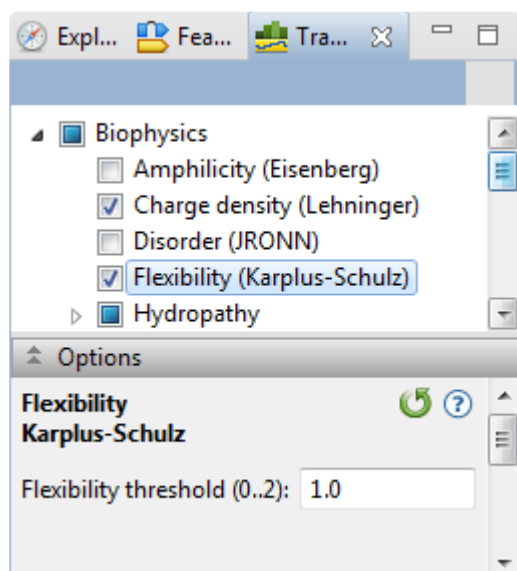 Expl... Fea... Tra...
Biophysics
Amphilicity (Eisenberg)
Charge density (Lehninger)
Disorder (JRONN)
Flexibility (Karplus-Schulz)
Hydropathy
Options
Flexibility
Karplus-Schulz
Flexibility threshold (0..2): 1.0